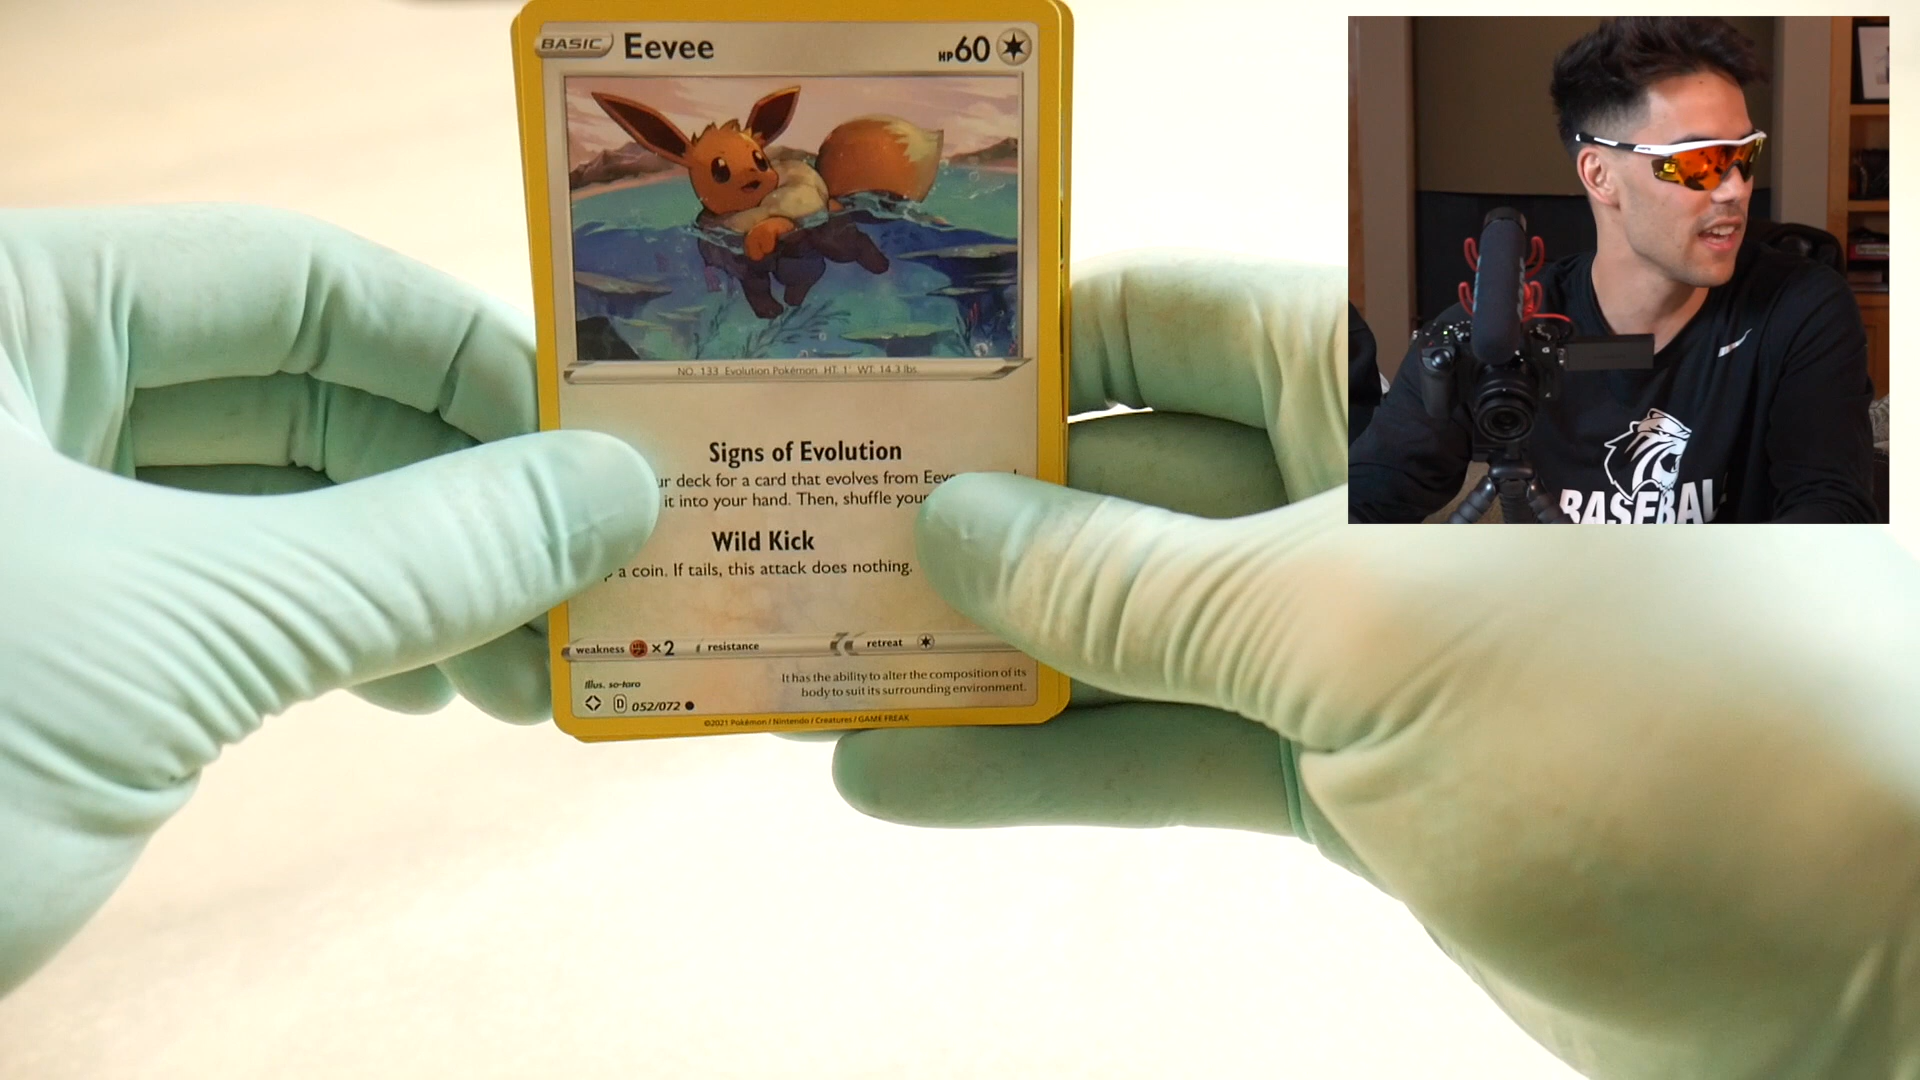 BASIC Eevee HP60
NO. 133 Evolution Pokémon HT: 1' WT: 14.3 lbs.
Signs of Evolution
ur deck for a card that evolves from Eev
it into your hand. Then, shuffle your
Wild Kick
a coin. If tails, this attack does nothing.
weakness ×2 resistance retreat
Illus. so-taro
It has the ability to alter the composition of its
body to suit its surrounding environment.
D 052/072
©2021 Pokémon / Nintendo / Creatures / GAME FREAK
BASEBAL